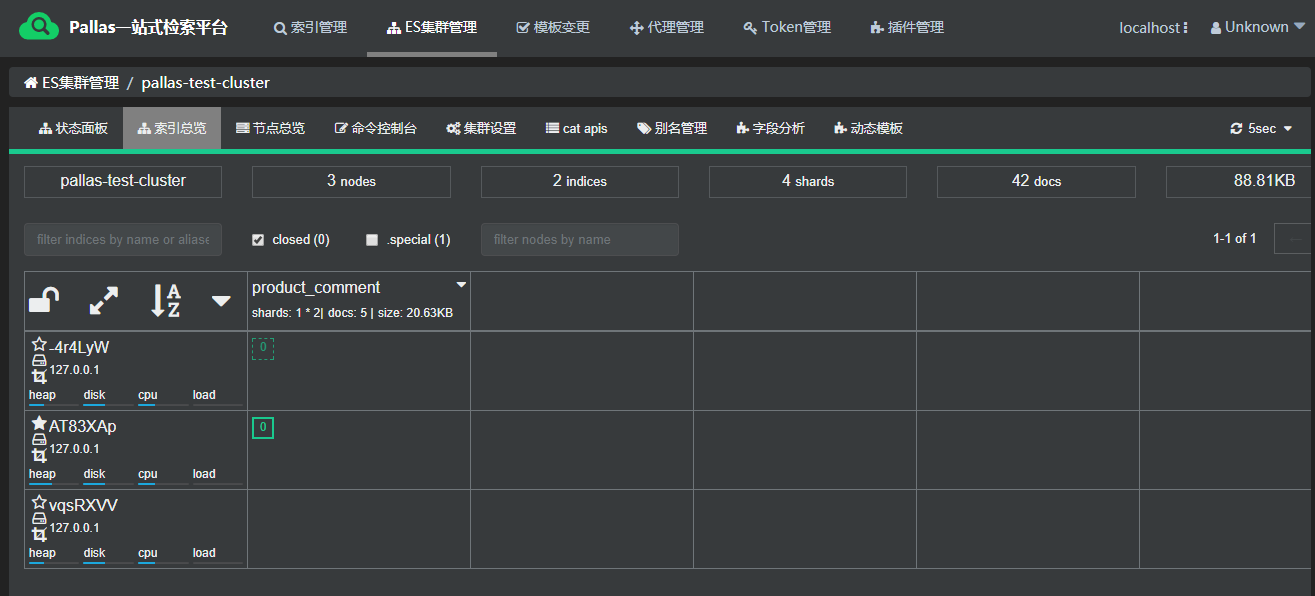 Pallas一站式检索平台 索引管理 ES集群管理 模板变更 代理管理 Token管理 插件管理 localhost Unknown
ES集群管理 / pallas-test-cluster
状态面板 索引总览 节点总览 命令控制台 集群设置 cat apis 别名管理 字段分析 动态模板 5sec
pallas-test-cluster 3 nodes 2 indices 4 shards 42 docs 88.81KB
filter indices by name or aliase closed (0) .special (1) filter nodes by name 1-1 of 1
A
Z
product_comment
shards: 1 * 2| docs: 5 | size: 20.63KB
-4r4LyW 0
127.0.0.1
heap disk cpu load
AT83XAp 0
127.0.0.1
heap disk cpu load
vqsRXVV
127.0.0.1
heap disk cpu load